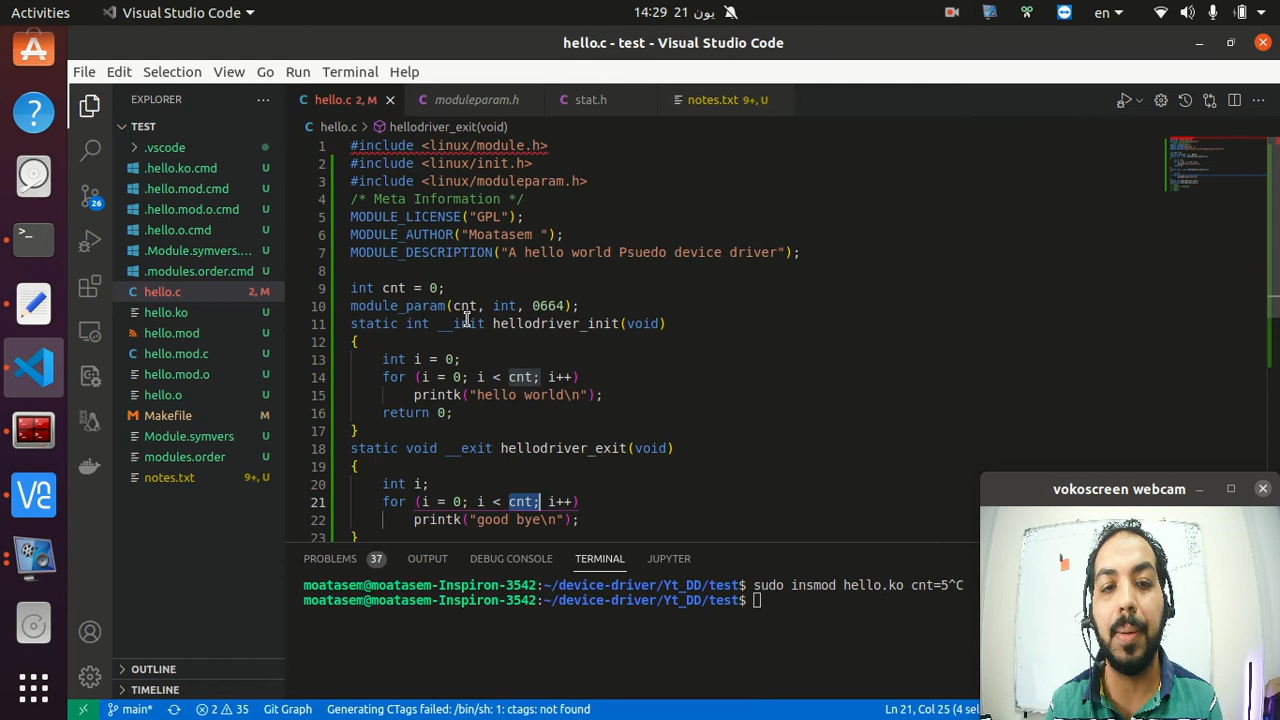 Activities
Visual Studio Code
14:29 21 يون
en
hello.c - test - Visual Studio Code
File Edit Selection View Go Run Terminal Help
EXPLORER
hello.c 2, M
moduleparam.h
stat.h
notes.txt 9+, U
hello.c > hellodriver_exit(void)
TEST
.vscode
.hello.ko.cmd U
.hello.mod.cmd U
.hello.mod.o.cmd U
.hello.o.cmd U
.Module.symvers.... U
.modules.order.cmd U
hello.c 2, M
hello.ko U
hello.mod U
hello.mod.c U
hello.mod.o U
hello.o U
Makefile M
Module.symvers U
modules.order U
notes.txt 9+, U
OUTLINE
TIMELINE
26
1 #include <linux/module.h>
2 #include <linux/init.h>
3 #include <linux/moduleparam.h>
4 /* Meta Information */
5 MODULE_LICENSE("GPL");
6 MODULE_AUTHOR("Moatasem ");
7 MODULE_DESCRIPTION("A hello world Psuedo device driver");
8
9 int cnt = 0;
10 module_param(cnt, int, 0664);
11 static int __init hellodriver_init(void)
12 {
13 int i = 0;
14 for (i = 0; i < cnt; i++)
15 printk("hello world\n");
16 return 0;
17 }
18 static void __exit hellodriver_exit(void)
19 {
20 int i;
21 for (i = 0; i < cnt; i++)
22 printk("good bye\n");
23 }
PROBLEMS 37 OUTPUT DEBUG CONSOLE TERMINAL JUPYTER
moatasem@moatasem-Inspiron-3542:~/device-driver/Yt_DD/test$ sudo insmod hello.ko cnt=5^C
moatasem@moatasem-Inspiron-3542:~/device-driver/Yt_DD/test$
vokoscreen webcam
main* 2 35 Git Graph Generating CTags failed: /bin/sh: 1: ctags: not found Ln 21, Col 25 (4 sel